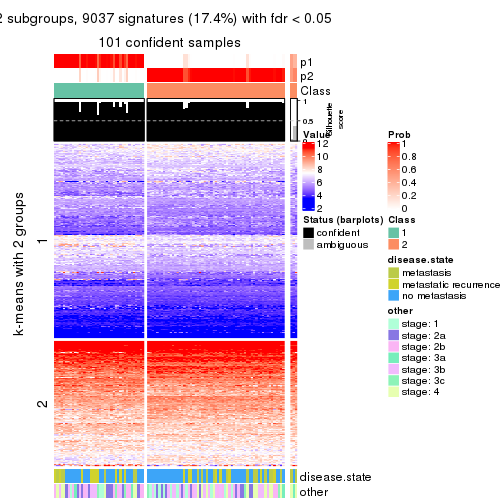 2 subgroups, 9037 signatures (17.4%) with fdr < 0.05
101 confident samples
p1
p2
Class
1
0.5
0
Silhouette
score
k-means with 2 groups
1
2
disease.state
other
Value
12
10
8
6
4
2
Prob
1
0.8
0.6
0.4
0.2
0
Status (barplots)
confident
ambiguous
Class
1
2
disease.state
metastasis
metastatic recurrence
no metastasis
other
stage: 1
stage: 2a
stage: 2b
stage: 3a
stage: 3b
stage: 3c
stage: 4